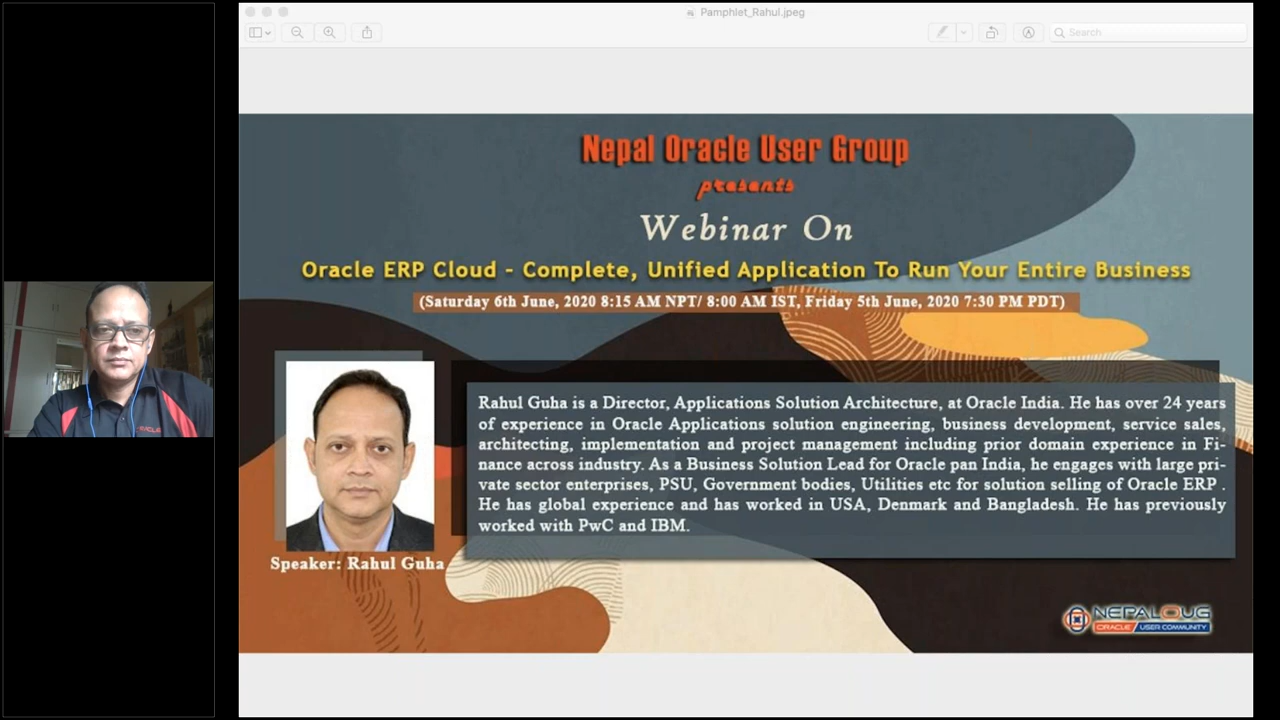 Pamphlet_Rahul.jpeg
Search
Nepal Oracle User Group
presents
Webinar On
Oracle ERP Cloud - Complete, Unified Application To Run Your Entire Business
(Saturday 6th June, 2020 8:15 AM NPT/ 8:00 AM IST, Friday 5th June, 2020 7:30 PM PDT)
Rahul Guha is a Director, Applications Solution Architecture, at Oracle India. He has over 24 years
of experience in Oracle Applications solution engineering, business development, service sales,
architecting, implementation and project management including prior domain experience in Fi-
nance across industry. As a Business Solution Lead for Oracle pan India, he engages with large pri-
vate sector enterprises, PSU, Government bodies, Utilities etc for solution selling of Oracle ERP .
He has global experience and has worked in USA, Denmark and Bangladesh. He has previously
worked with PwC and IBM.
Speaker: Rahul Guha
NEPALOUG
ORACLE USER COMMUNITY
ORACLE